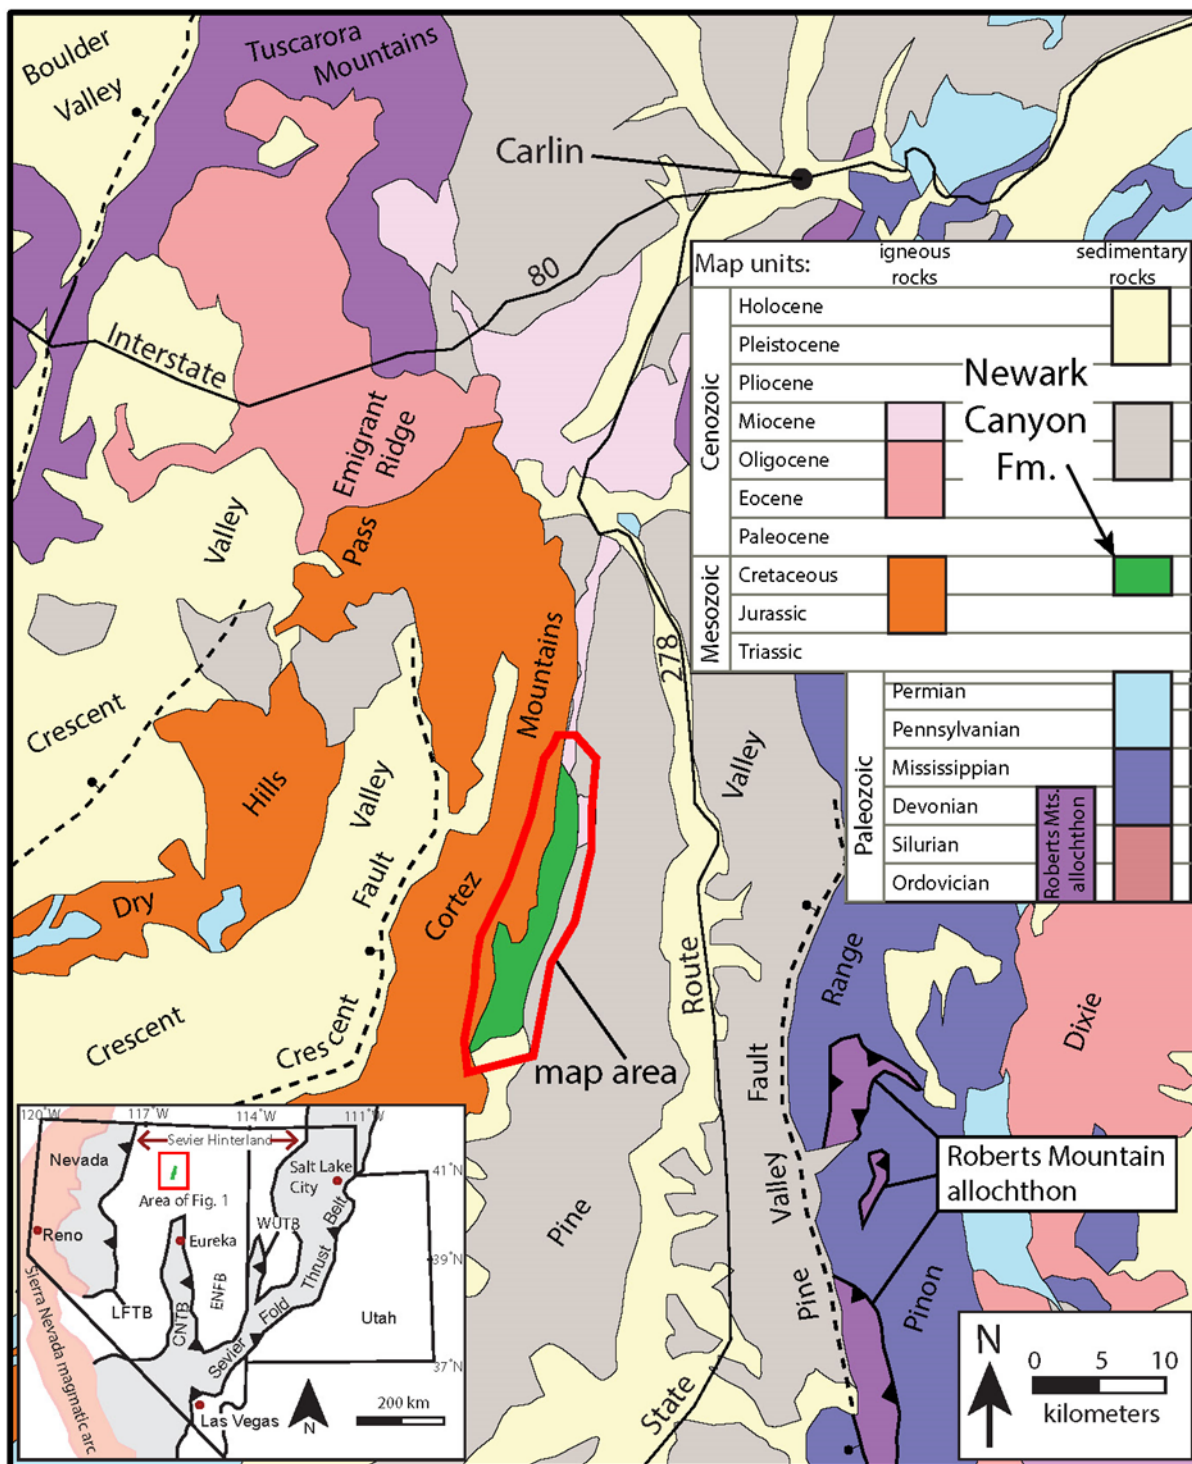 Boulder
Valley
Tuscarora
Mountains
Carlin
80
Interstate
Emigrant
Ridge
Pass
Valley
Crescent
Mountains
278
Valley
Hills
Valley
Fault
Dry
Cortez
Crescent
Crescent
Route
Range
Dixie
Fault
map area
Pine
Valley
Pine
Pinon
State
Roberts Mountain
allochthon
Map units:
igneous
rocks
sedimentary
rocks
Cenozoic
Holocene
Pleistocene
Pliocene
Miocene
Oligocene
Eocene
Paleocene
Newark
Canyon
Fm.
Mesozoic
Cretaceous
Jurassic
Triassic
Paleozoic
Permian
Pennsylvanian
Mississippian
Devonian
Silurian
Ordovician
Roberts Mts.
allochthon
120°W
117°W
114°W
111°W
Sevier Hinterland
Nevada
Salt Lake
City
41°N
Area of Fig. 1
Reno
Eureka
WUTB
Belt
Thrust
39°N
Sierra Nevada magmatic arc
LFTB
CNTB
ENFB
Fold
Sevier
Utah
37°N
Las Vegas
N
200 km
N
0 5 10
kilometers